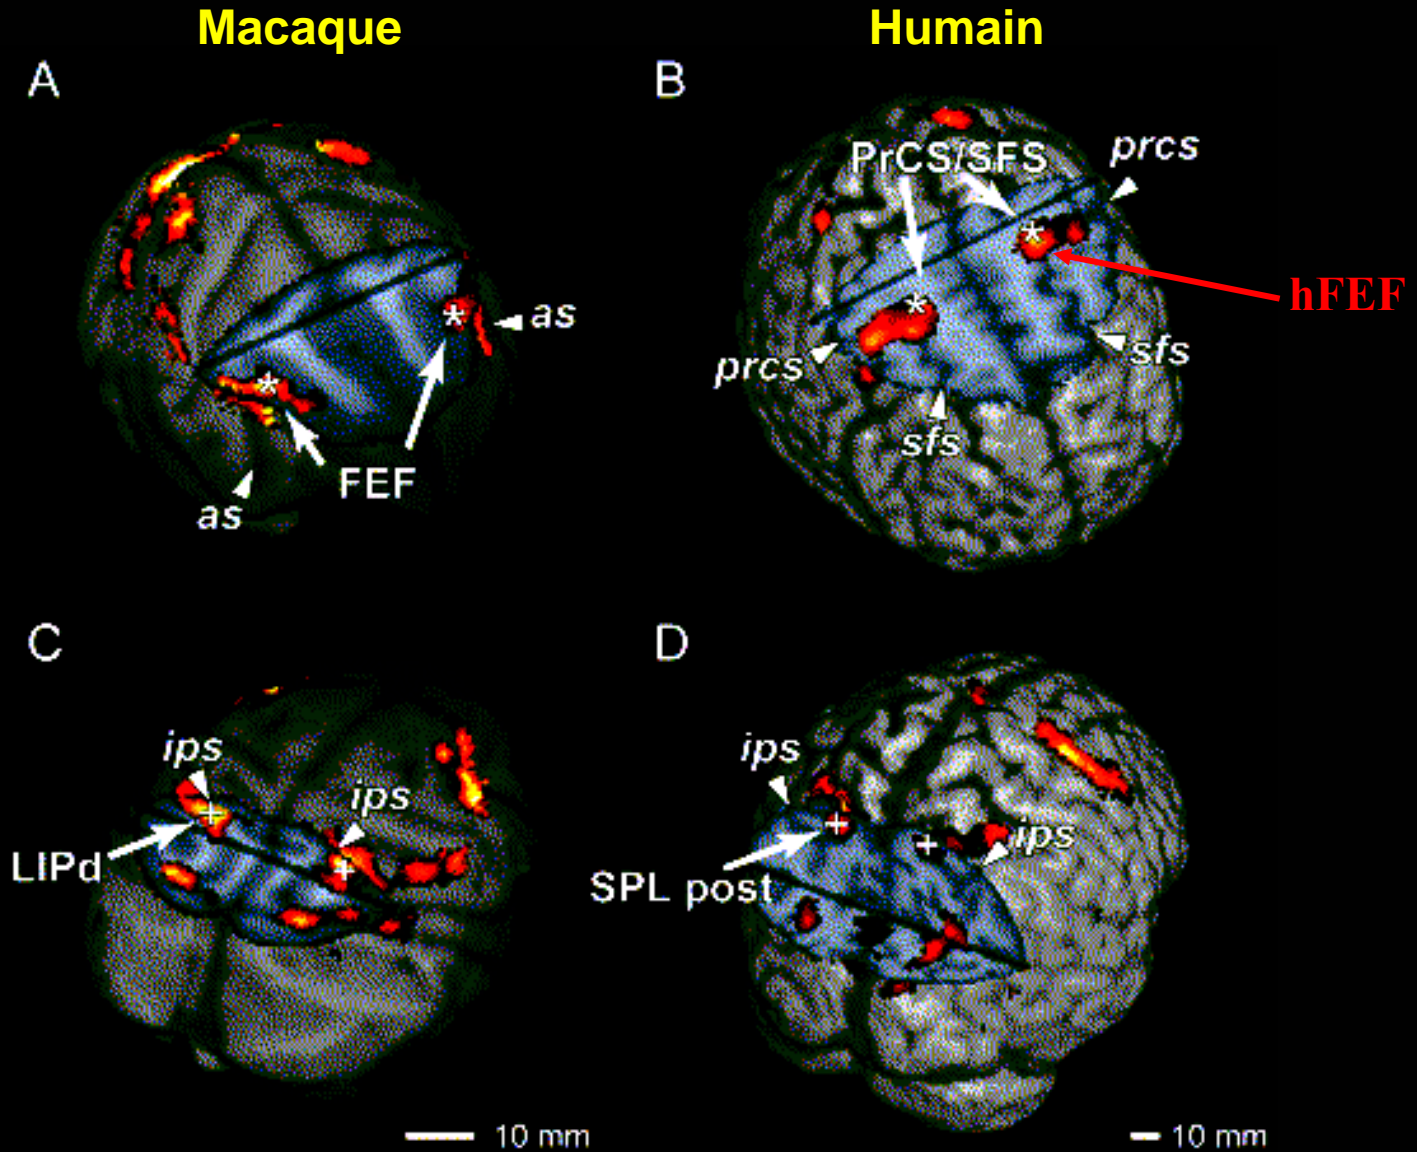 Macaque
Humain
A
as
FEF
as
B
PrCS/SFS
prcs
hFEF
prcs
sfs
sfs
C
ips
ips
LIPd
10 mm
D
ips
ips
SPL post
10 mm